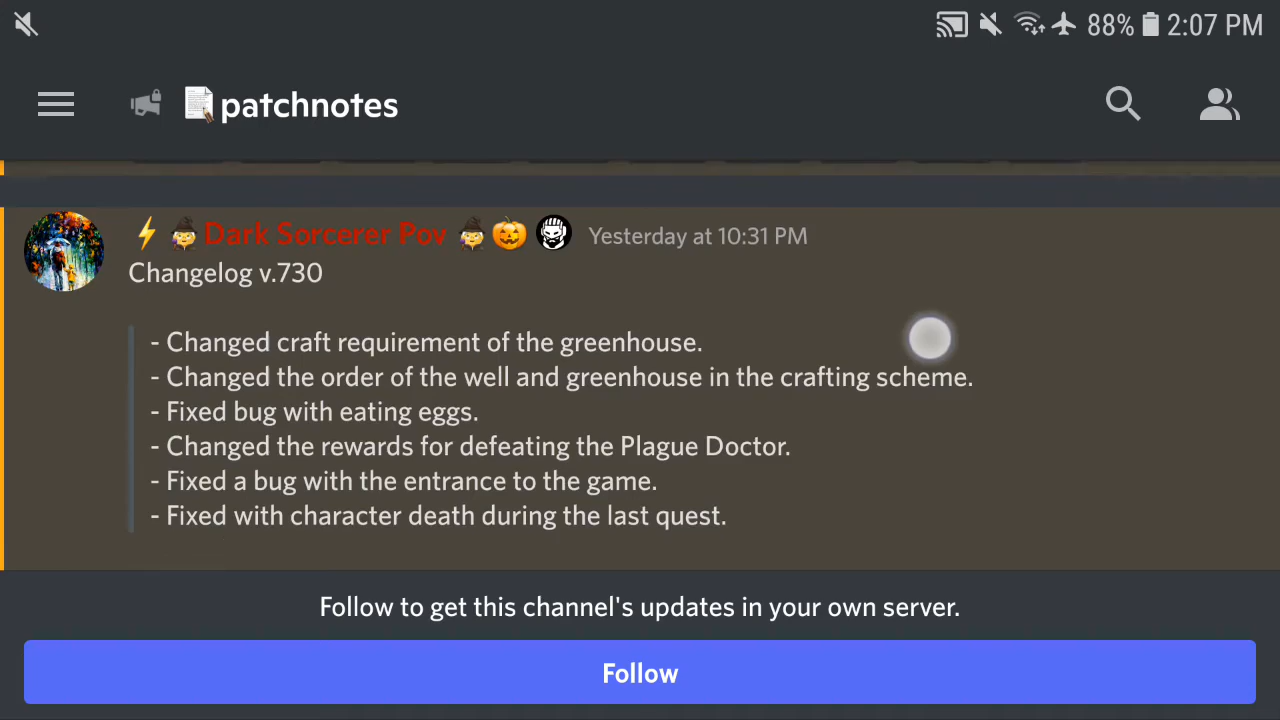 88% 2:07 PM
patchnotes
Dark Sorcerer Pov Yesterday at 10:31 PM
Changelog v.730
- Changed craft requirement of the greenhouse.
- Changed the order of the well and greenhouse in the crafting scheme.
- Fixed bug with eating eggs.
- Changed the rewards for defeating the Plague Doctor.
- Fixed a bug with the entrance to the game.
- Fixed with character death during the last quest.
Follow to get this channel's updates in your own server.
Follow